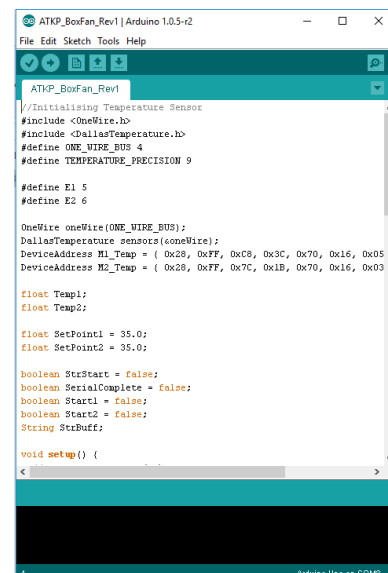 ATKP_BoxFan_Rev1 | Arduino 1.0.5-r2
File Edit Sketch Tools Help
ATKP_BoxFan_Rev1
//Initialising Temperature Sensor
#include <OneWire.h>
#include <DallasTemperature.h>
#define ONE_WIRE_BUS 4
#define TEMPERATURE_PRECISION 9
#define E1 5
#define E2 6
OneWire oneWire(ONE_WIRE_BUS);
DallasTemperature sensors(&oneWire);
DeviceAddress M1_Temp = { 0x28, 0xFF, 0xC8, 0x3C, 0x70, 0x16, 0x05
DeviceAddress M2_Temp = { 0x28, 0xFF, 0x7C, 0x1B, 0x70, 0x16, 0x03
float Temp1;
float Temp2;
float SetPoint1 = 35.0;
float SetPoint2 = 35.0;
boolean StrStart = false;
boolean SerialComplete = false;
boolean Start1 = false;
boolean Start2 = false;
String StrBuff;
void setup() {